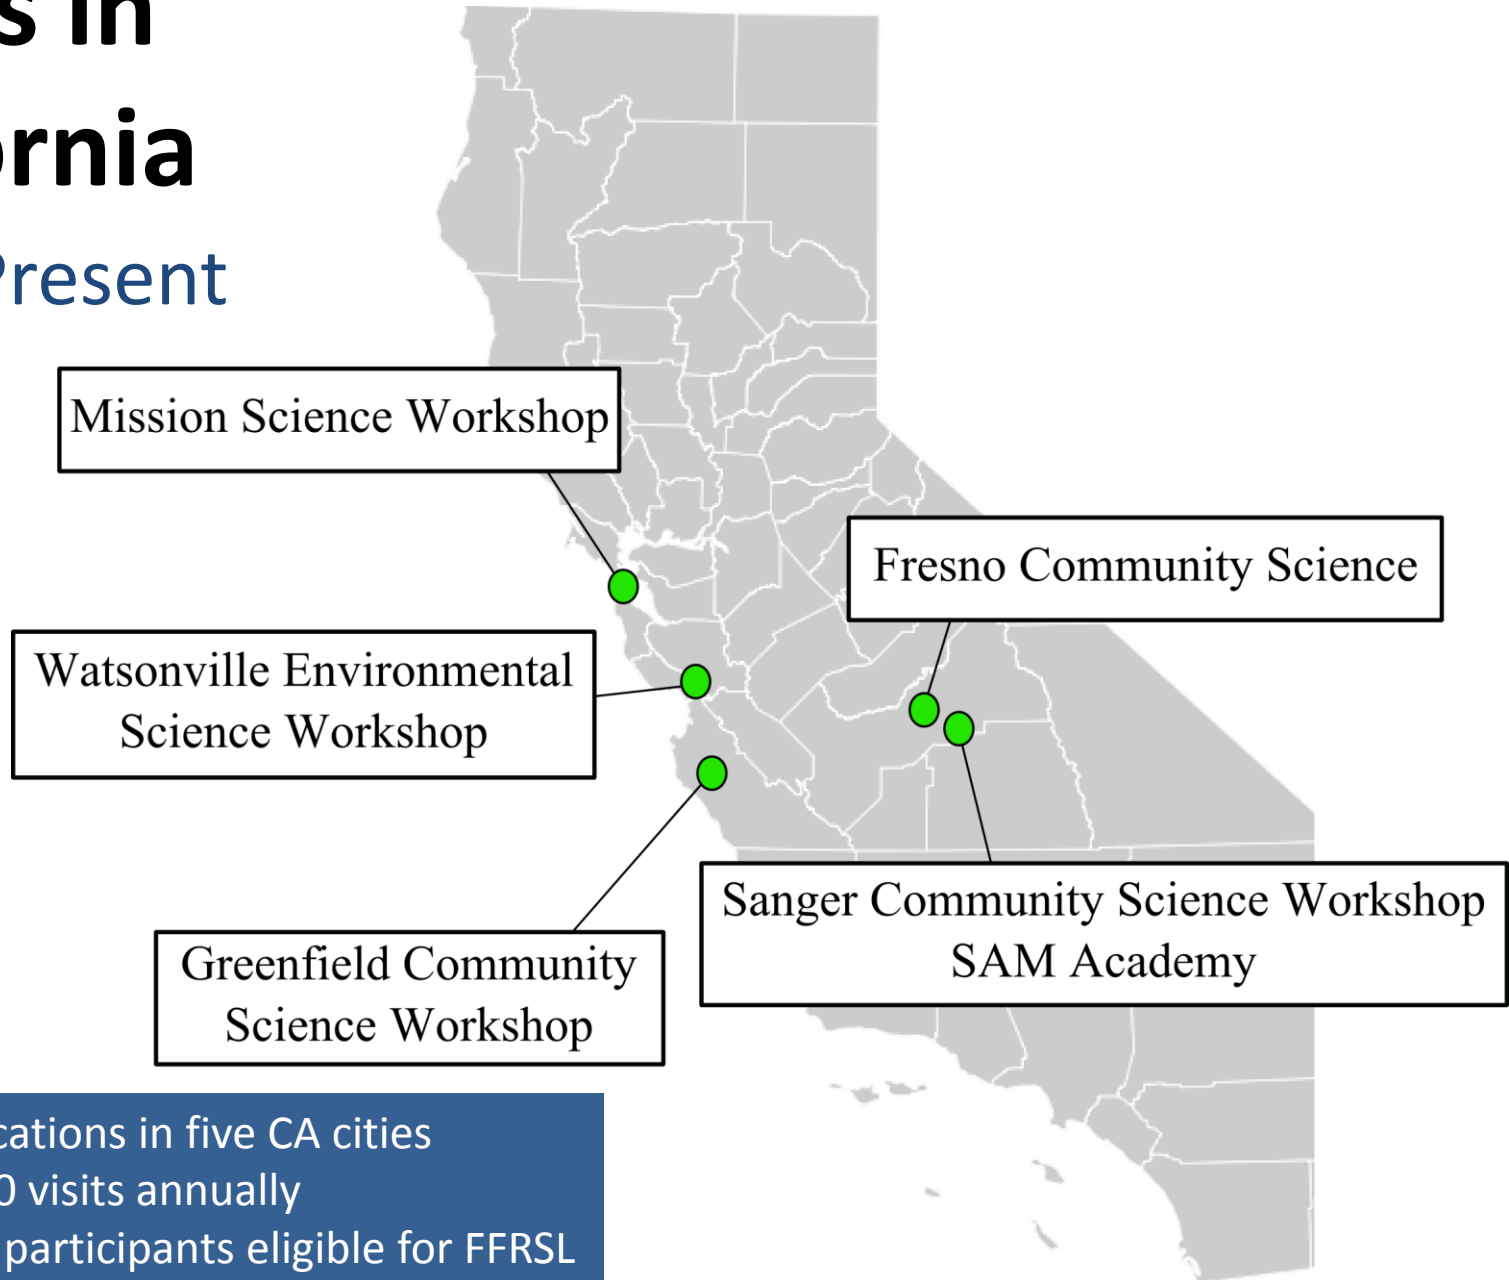 s in
ornia
Present
Mission Science Workshop
Fresno Community Science
Watsonville Environmental
Science Workshop
Sanger Community Science Workshop
SAM Academy
Greenfield Community
Science Workshop
cations in five CA cities
0 visits annually
participants eligible for FFRSL